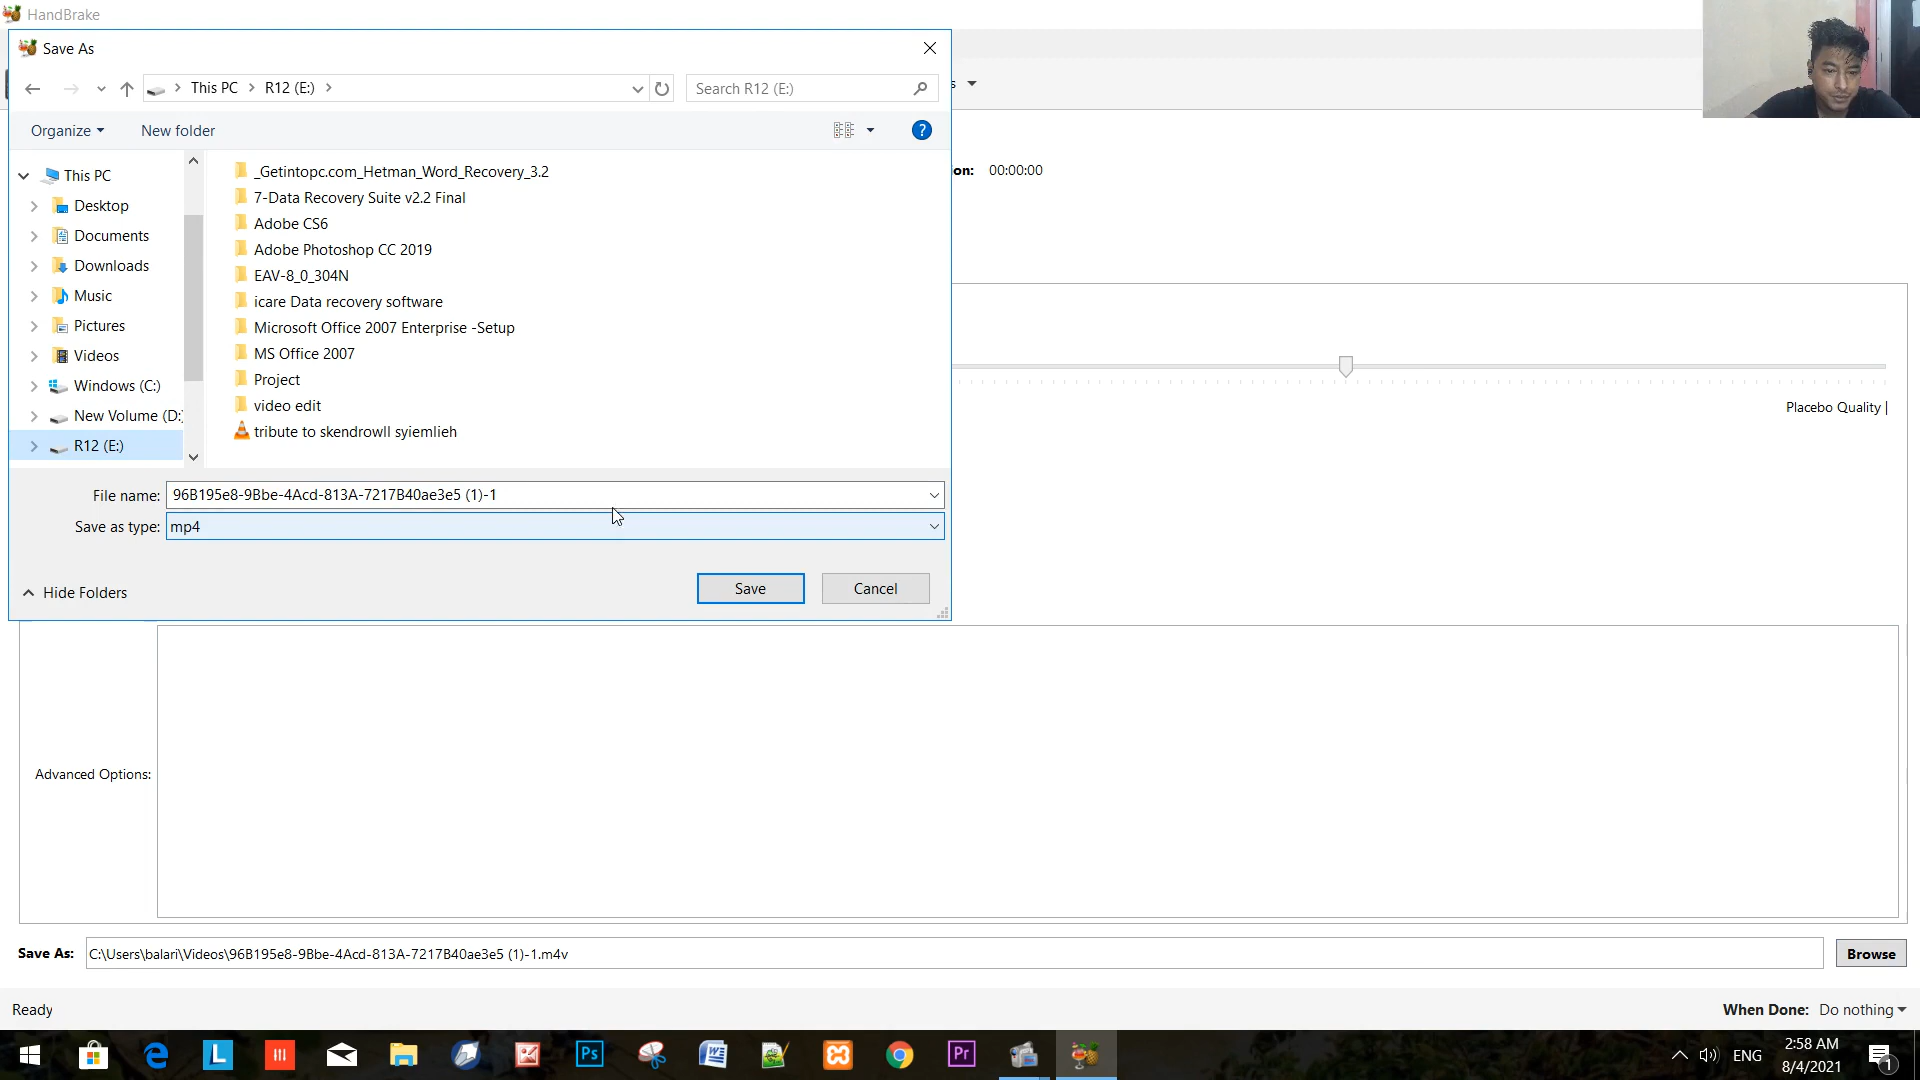 HandBrake
Save As
This PC
R12 (E:)
Search R12 (E:)
s
Organize
New folder
?
This PC
Desktop
Documents
Downloads
Music
Pictures
Videos
Windows (C:)
New Volume (D:
R12 (E:)
_Getintopc.com_Hetman_Word_Recovery_3.2
7-Data Recovery Suite v2.2 Final
Adobe CS6
Adobe Photoshop CC 2019
EAV-8_0_304N
icare Data recovery software
Microsoft Office 2007 Enterprise -Setup
MS Office 2007
Project
video edit
tribute to skendrowll syiemlieh
on: 00:00:00
Placebo Quality |
File name: 96B195e8-9Bbe-4Acd-813A-7217B40ae3e5 (1)-1
Save as type: mp4
Hide Folders
Save
Cancel
Advanced Options:
Save As: C:\Users\balari\Videos\96B195e8-9Bbe-4Acd-813A-7217B40ae3e5 (1)-1.m4v
Browse
Ready
When Done: Do nothing
L
Ps
Pr
ENG
2:58 AM
8/4/2021
1